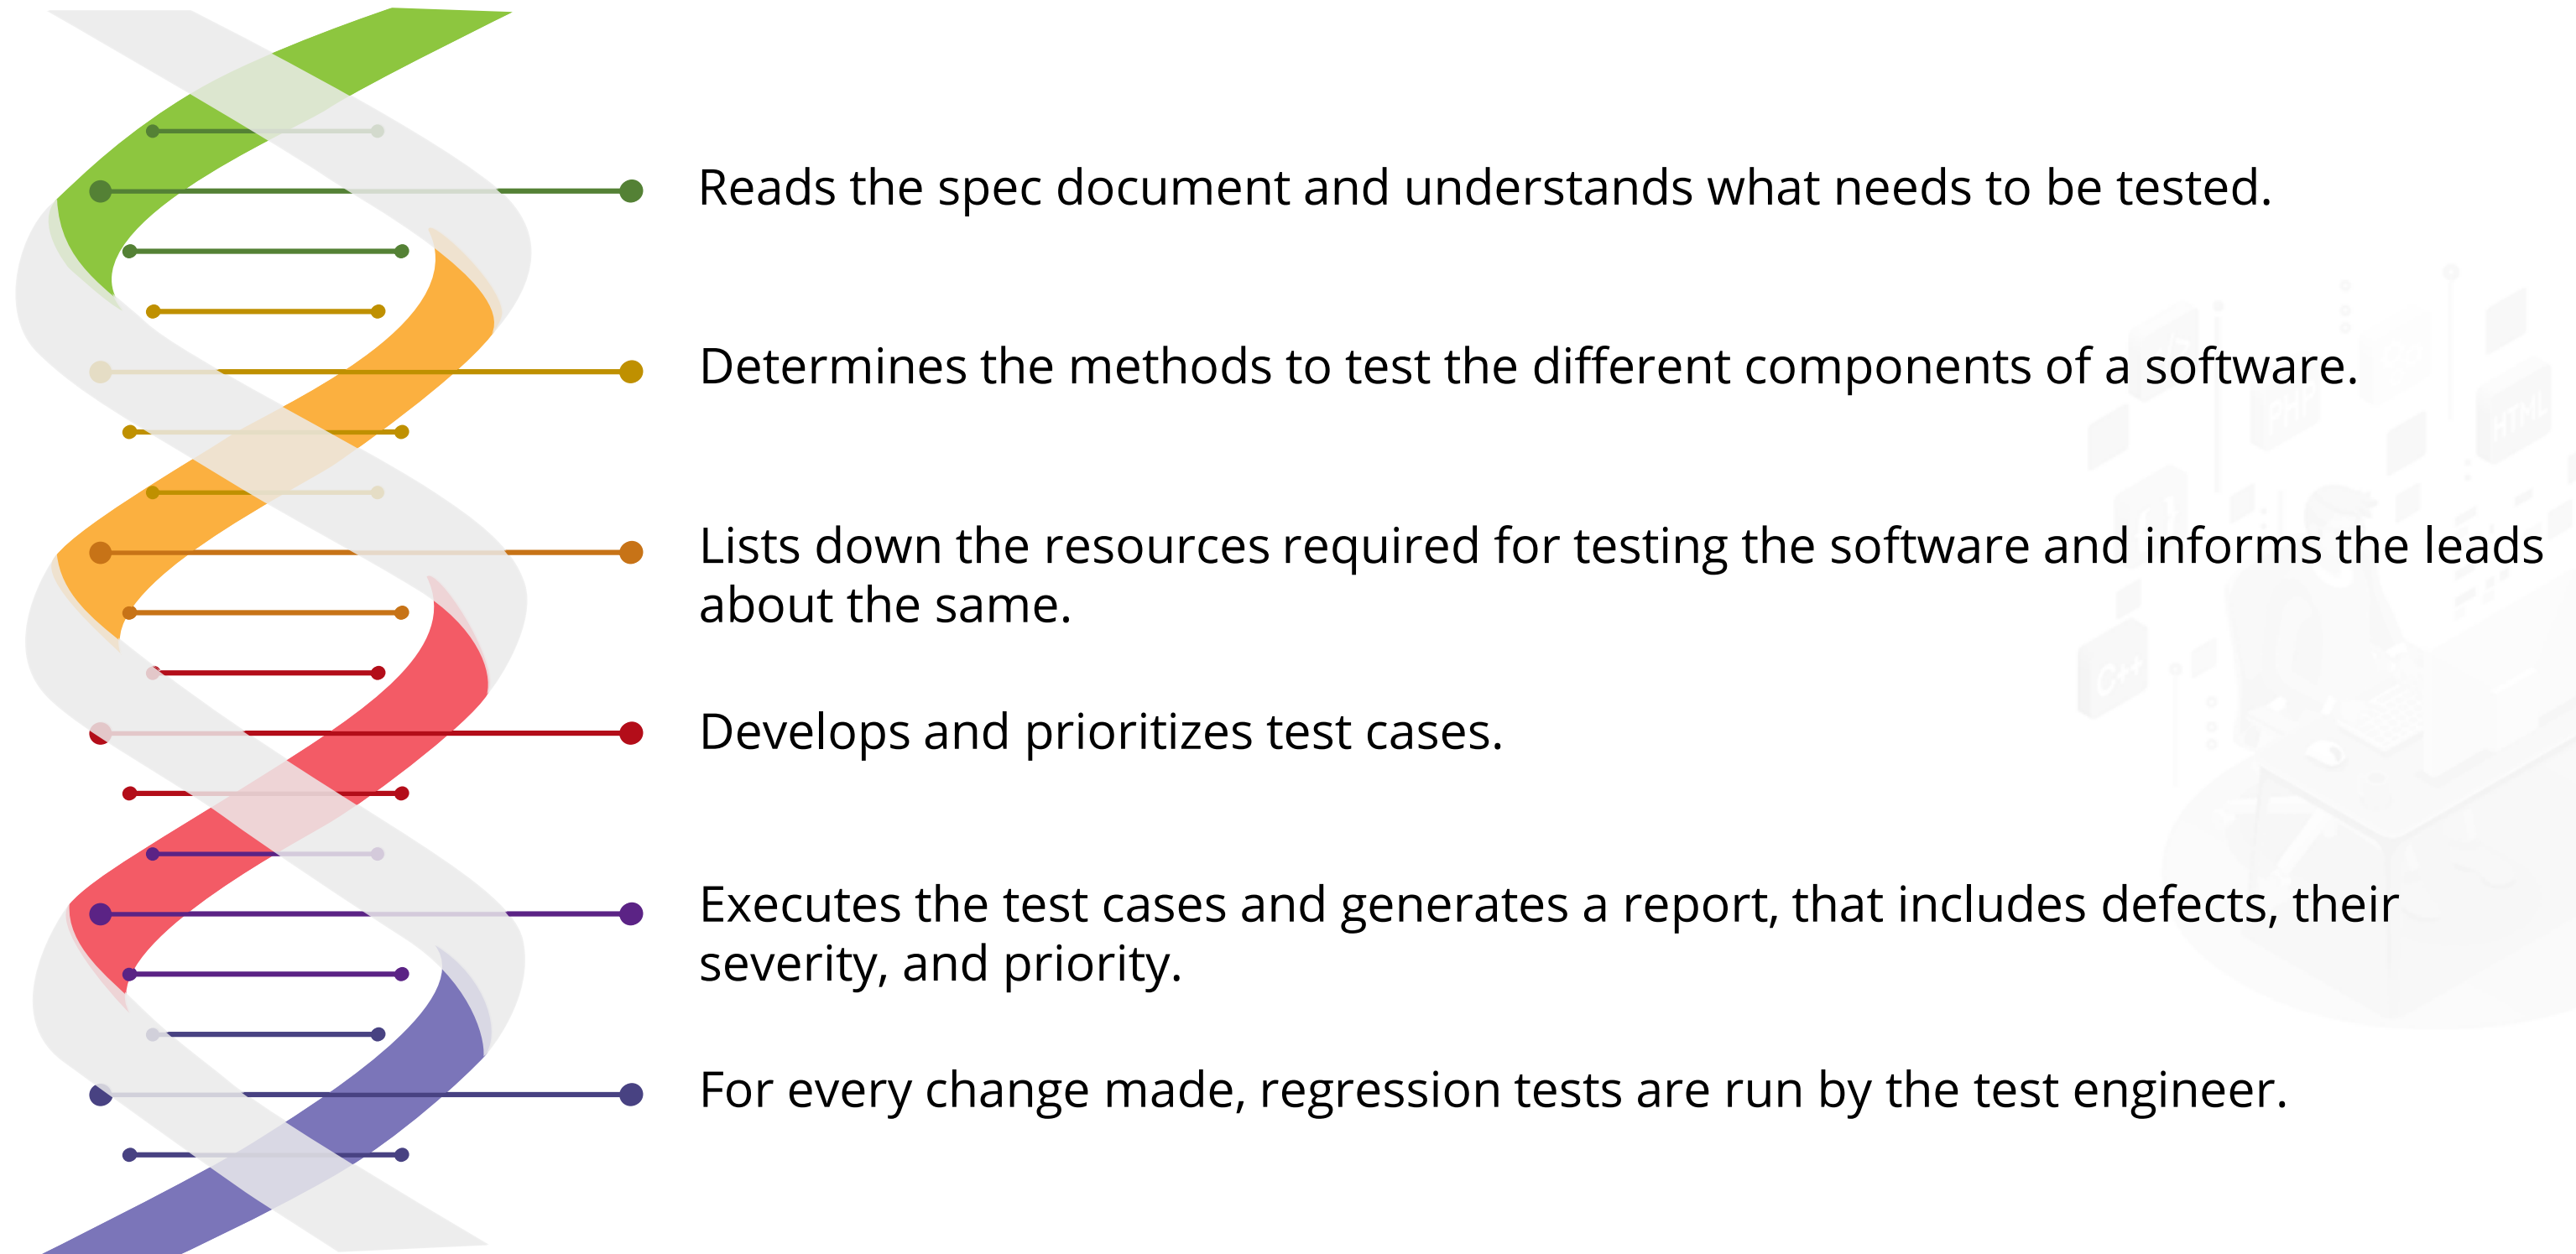 Reads the spec document and understands what needs to be tested.
Determines the methods to test the different components of a software.
Lists down the resources required for testing the software and informs the leads
about the same.
Develops and prioritizes test cases.
Executes the test cases and generates a report, that includes defects, their
severity, and priority.
For every change made, regression tests are run by the test engineer.
PHP
HTML
C++